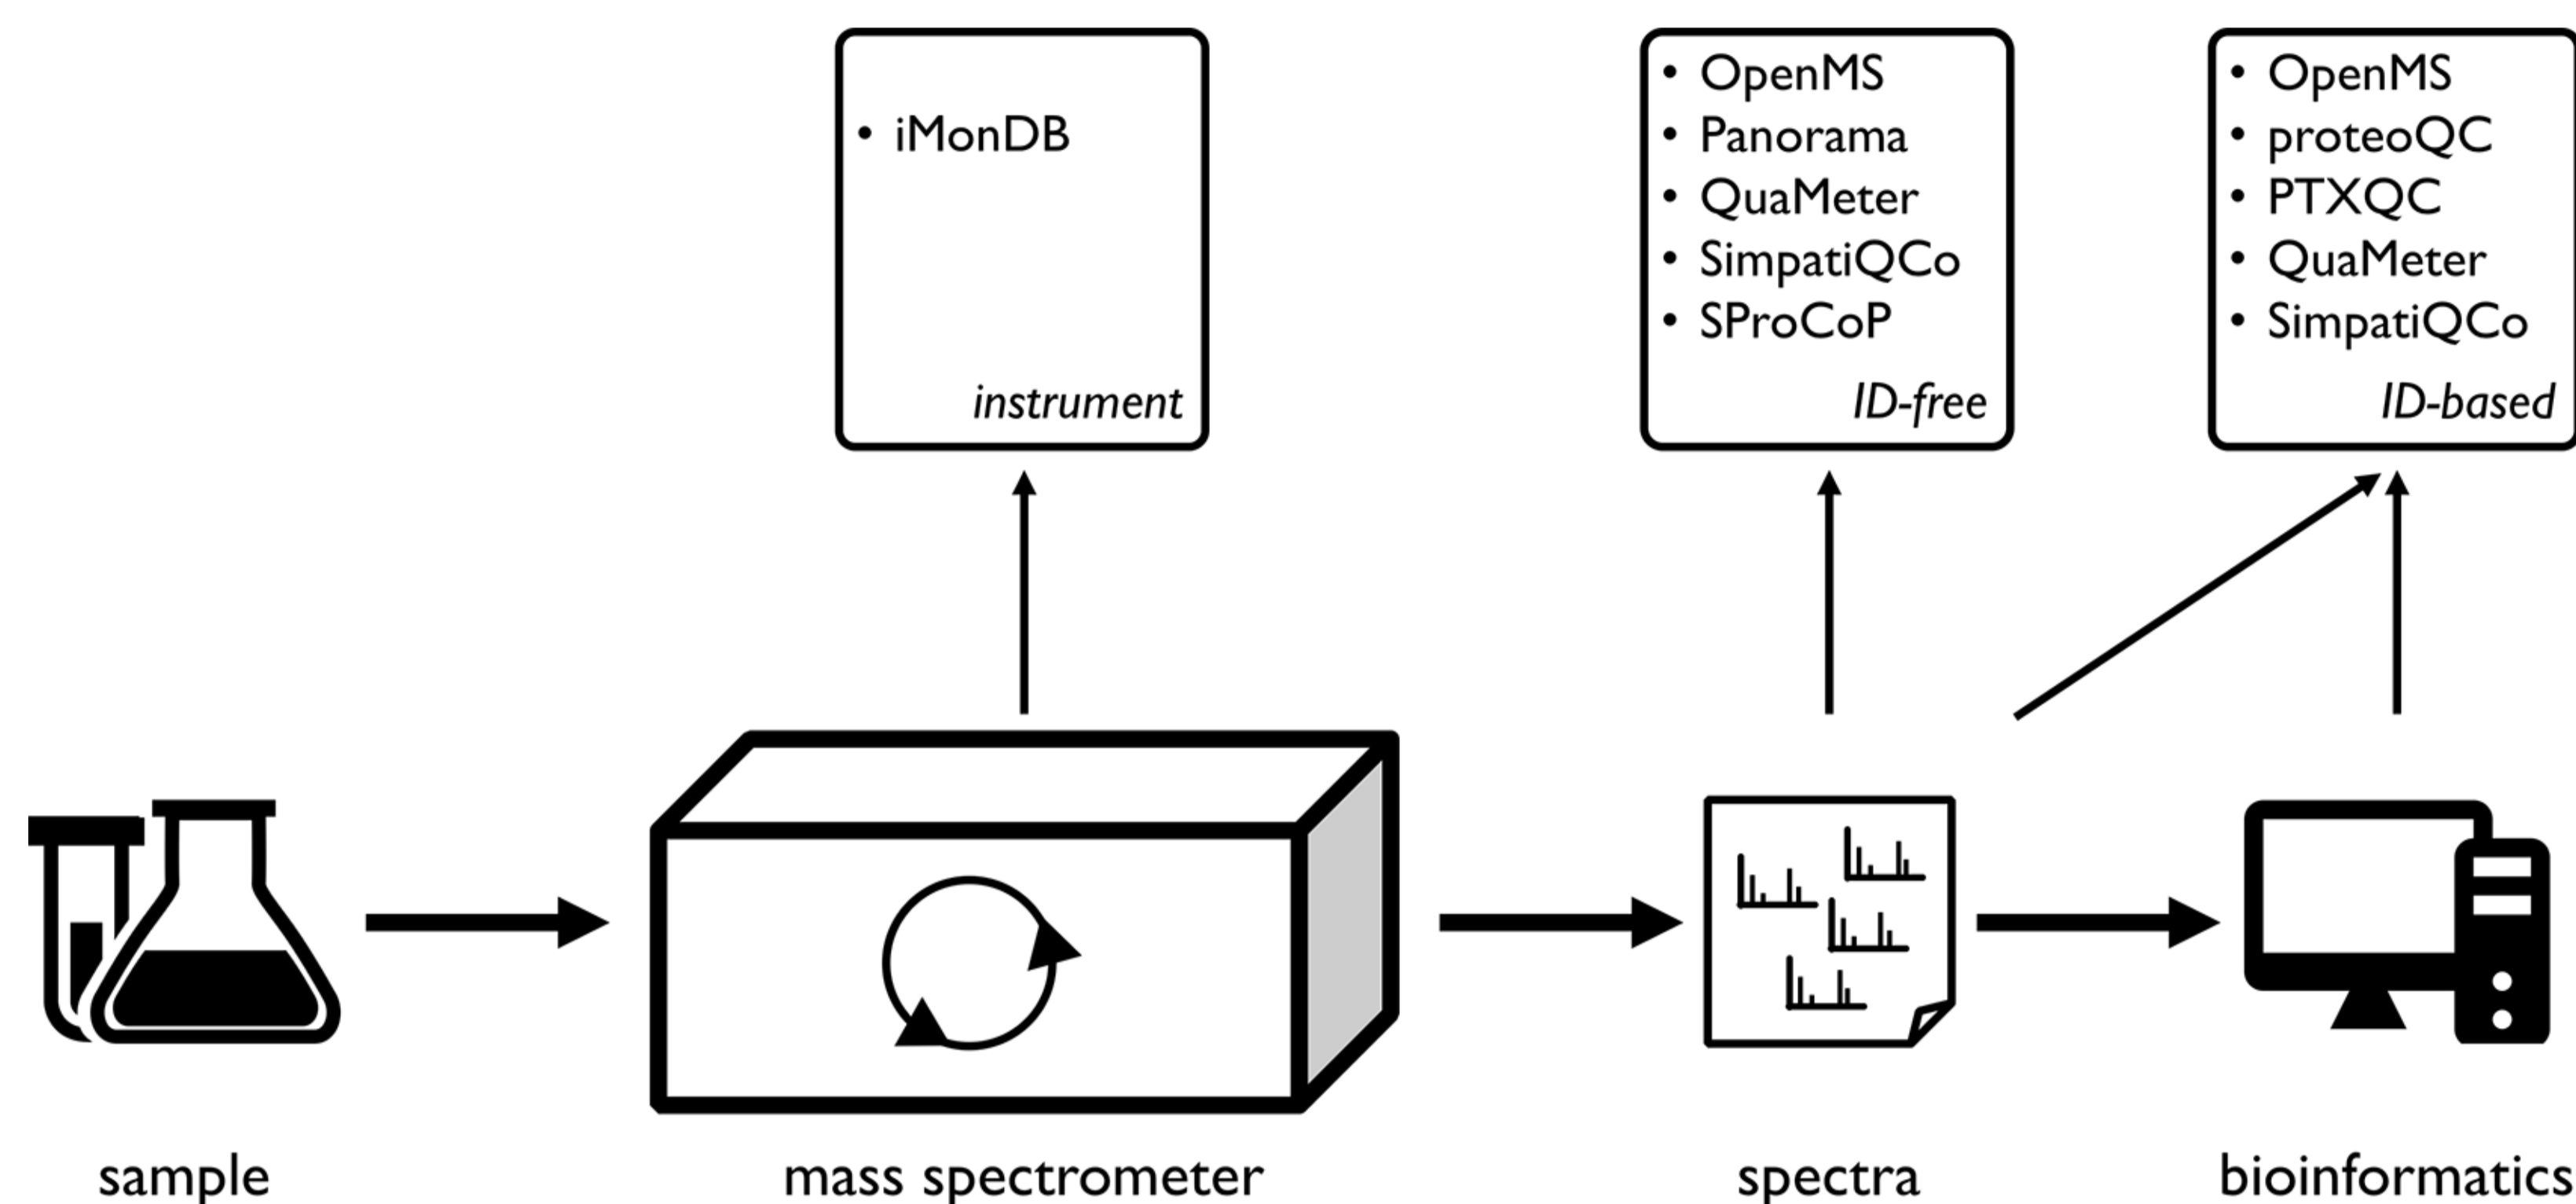 • iMonDB
instrument
• OpenMS
• Panorama
• QuaMeter
• SimpatiQCo
• SProCoP
ID-free
• OpenMS
• proteoQC
• PTXQC
• QuaMeter
• SimpatiQCo
ID-based
sample
mass spectrometer
spectra
bioinformatics